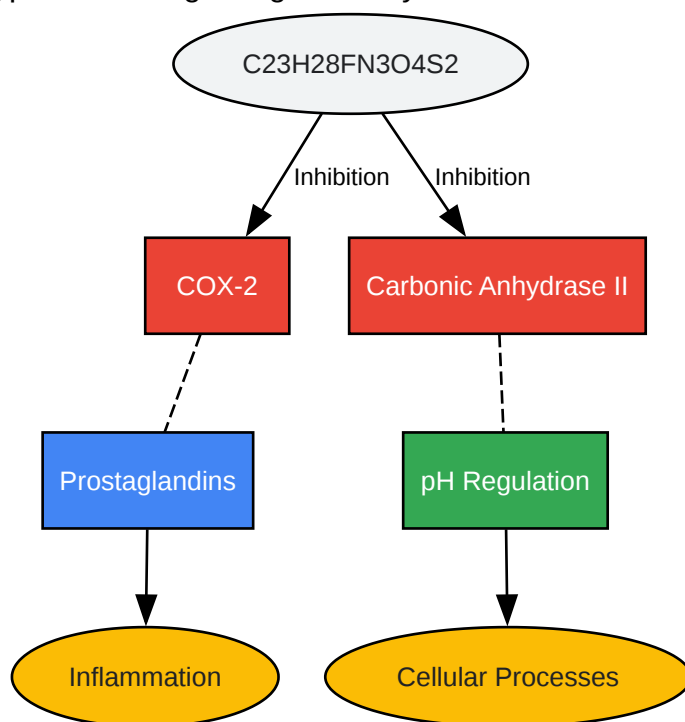 C23H28FN3O4S2
Inhibition Inhibition
COX-2 Carbonic Anhydrase II
Prostaglandins pH Regulation
Inflammation Cellular Processes